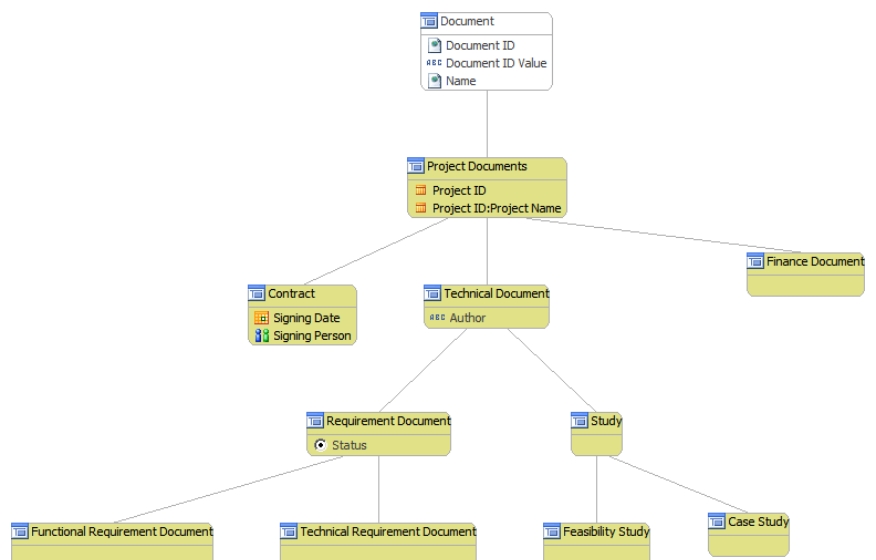 Document
Document ID
ABC Document ID Value
Name
Project Documents
Project ID
Project ID:Project Name
Finance Document
Contract
Signing Date
Signing Person
Technical Document
ABC Author
Requirement Document
Status
Study
Functional Requirement Document
Technical Requirement Document
Feasibility Study
Case Study